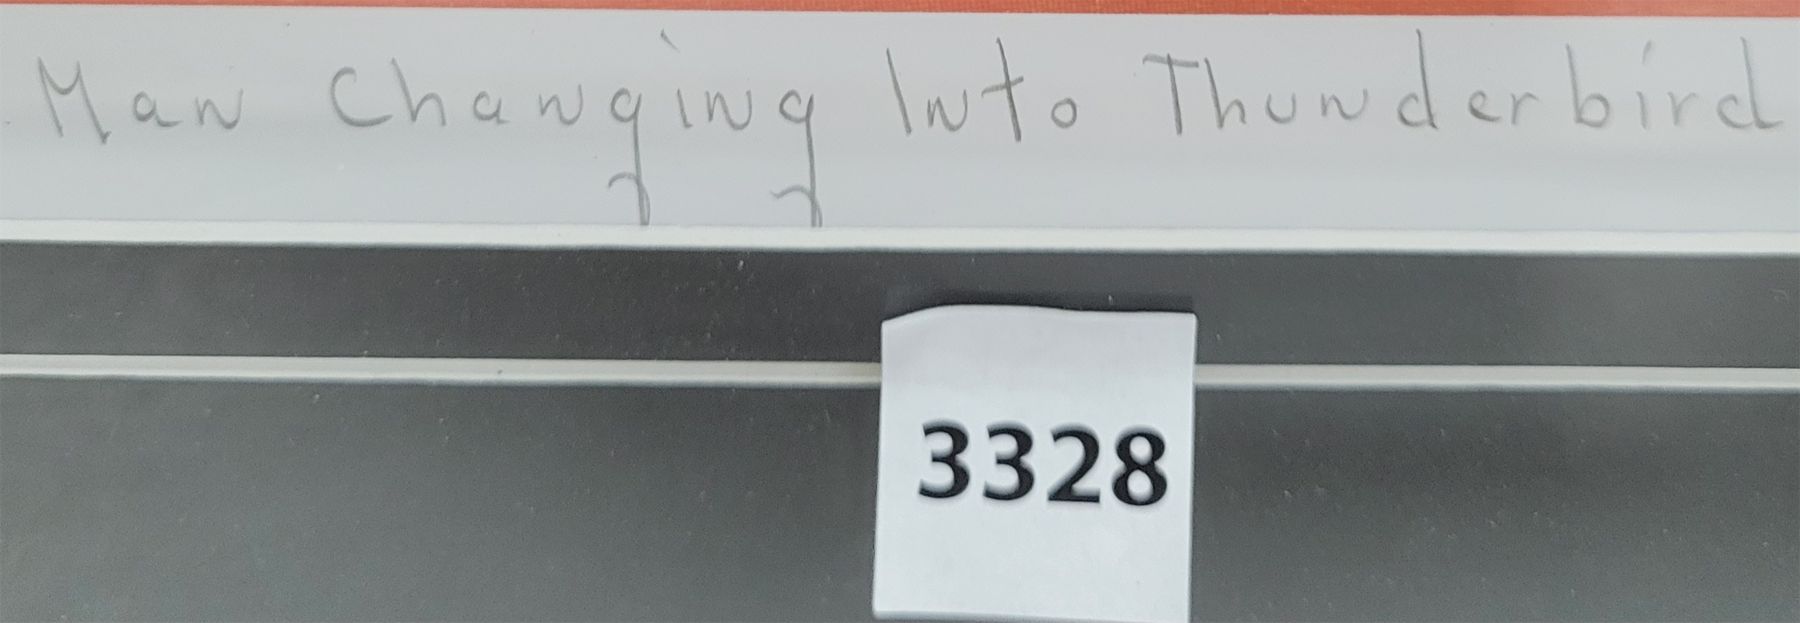 Man Changing Into Thunderbird
3328